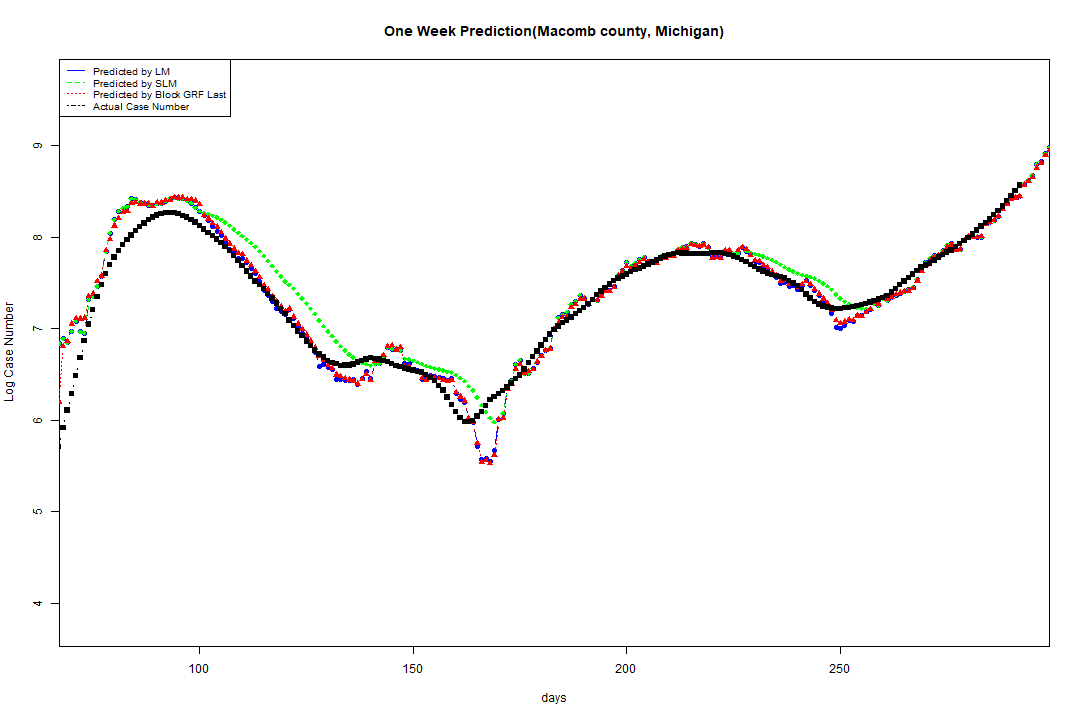 One Week Prediction(Macomb county, Michigan)
Predicted by LM
Predicted by SLM
Predicted by Block GRF Last
Actual Case Number
Log Case Number
9
8
7
6
5
4
100 150 200 250
days